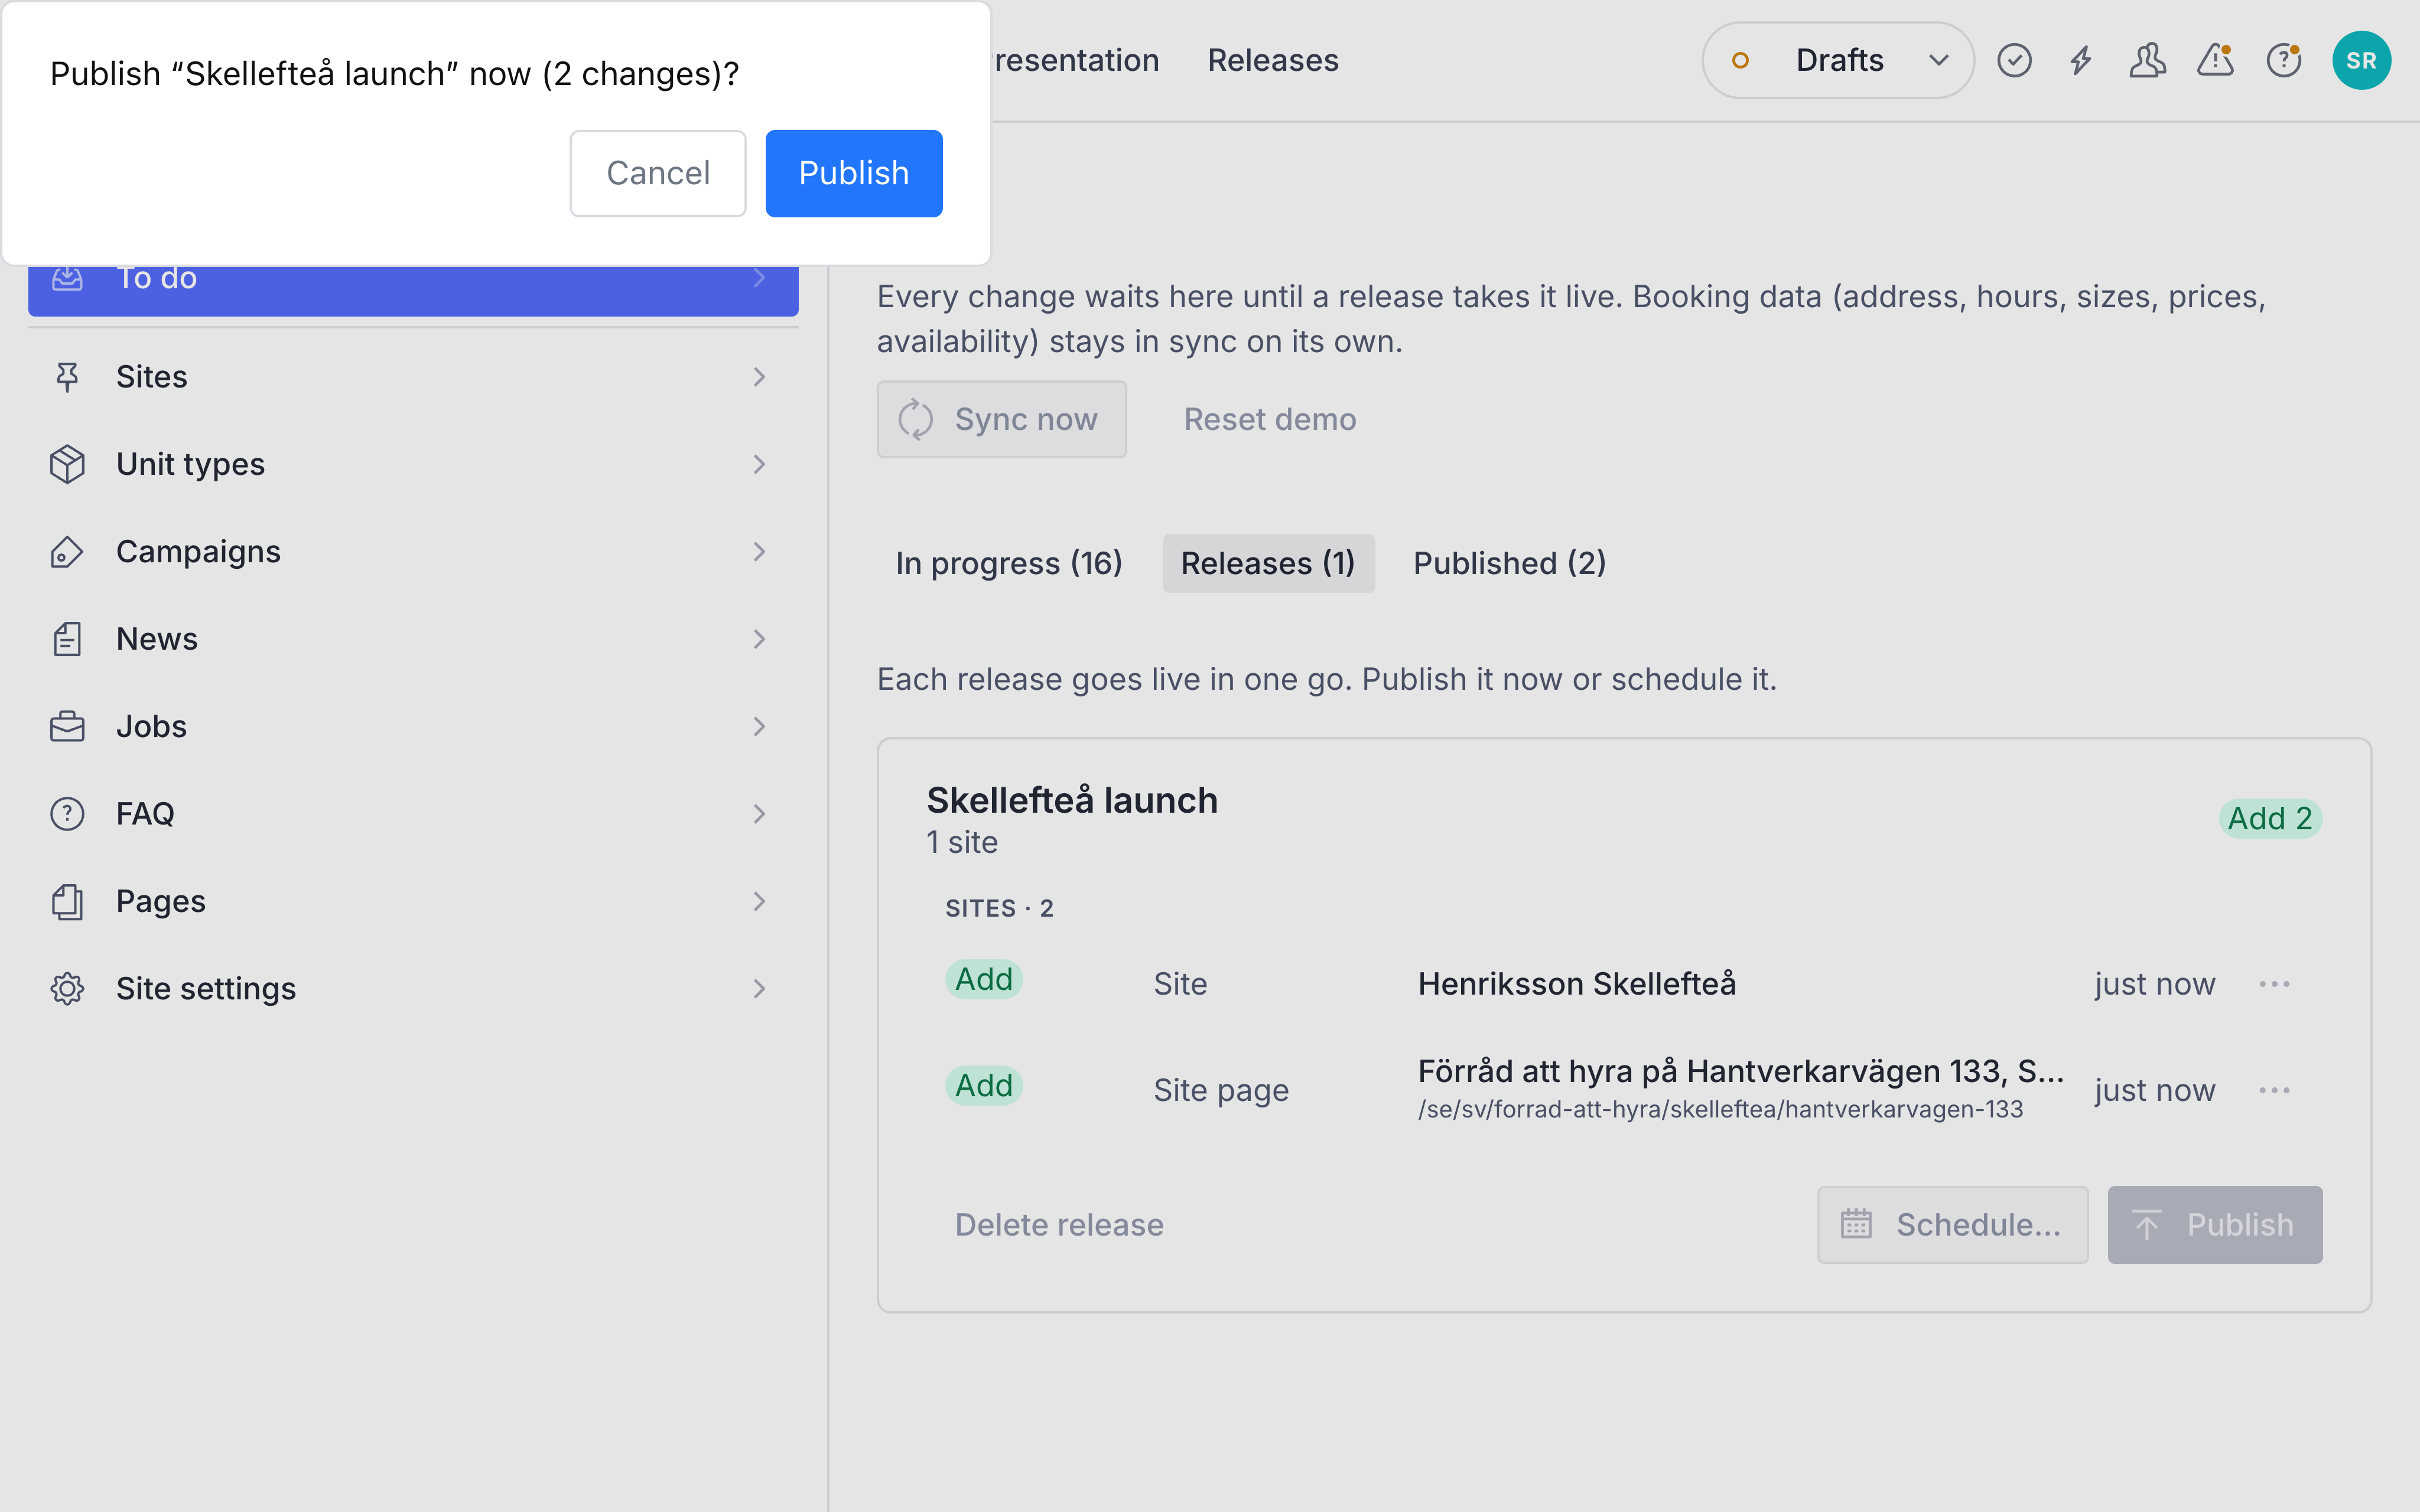 Publish “Skellefteå launch” now (2 changes)?
Cancel
Publish
Releases
Drafts
SR
To do
Sites
Unit types
Campaigns
News
Jobs
FAQ
Pages
Site settings
Every change waits here until a release takes it live. Booking data (address, hours, sizes, prices,
availability) stays in sync on its own.
Sync now
Reset demo
In progress (16)
Releases (1)
Published (2)
Each release goes live in one go. Publish it now or schedule it.
Skellefteå launch
1 site
Add 2
SITES · 2
Add
Site
Henriksson Skellefteå
just now
Add
Site page
Förråd att hyra på Hantverkarvägen 133, S...
/se/sv/forrad-att-hyra/skelleftea/hantverkarvagen-133
just now
Delete release
Schedule...
Publish